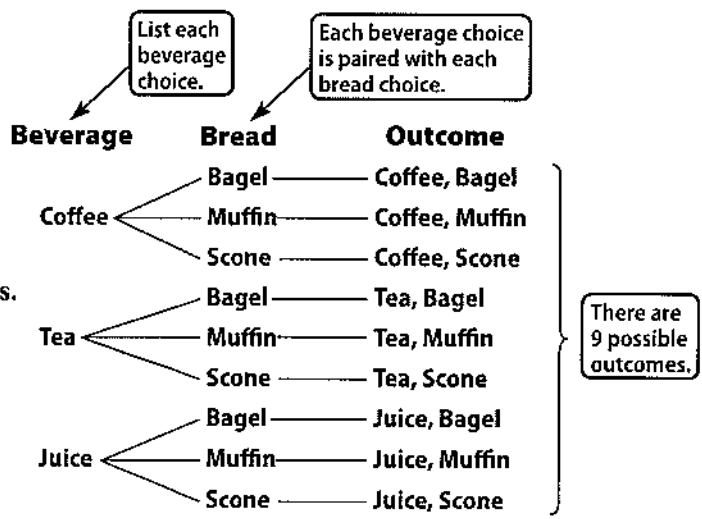 List each
beverage
choice.
Each beverage choice
is paired with each
bread choice.
Beverage Bread Outcome
Bagel Coffee, Bagel
Coffee Muffin Coffee, Muffin
Scone Coffee, Scone
s.
Bagel Tea, Bagel
Tea Muffin Tea, Muffin
Scone Tea, Scone
There are
9 possible
outcomes.
Bagel Juice, Bagel
Juice Muffin Juice, Muffin
Scone Juice, Scone